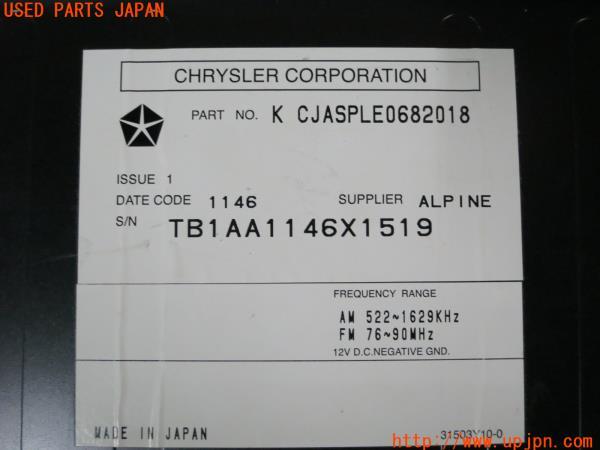 USED PARTS JAPAN
CHRYSLER CORPORATION
PART NO. K CJASPLE0682018
ISSUE 1
DATE CODE 1146 SUPPLIER ALPINE
S/N TB1AA1146X1519
FREQUENCY RANGE
AM 522~1629KHz
FM 76~90MHz
12V D.C.NEGATIVE GND.
MADE IN JAPAN 31503Y10-0
http://www.upjpn.com